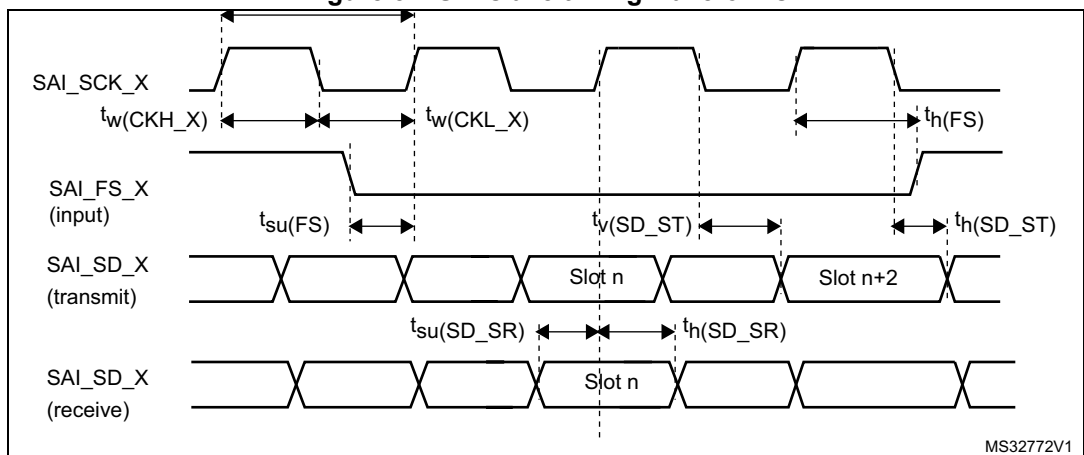 SAI_SCK_X
tw(CKH_X)
tw(CKL_X)
th(FS)
SAI_FS_X
(input)
tsu(FS)
tv(SD_ST)
th(SD_ST)
SAI_SD_X
(transmit)
Slot n
Slot n+2
tsu(SD_SR)
th(SD_SR)
SAI_SD_X
(receive)
Slot n
MS32772V1